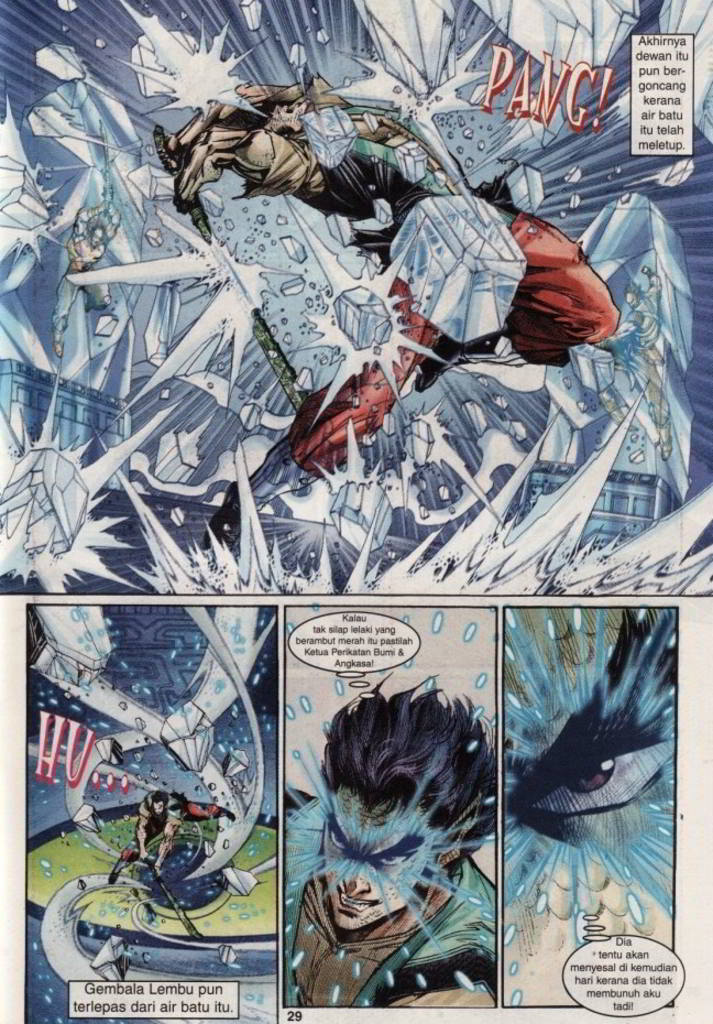 PANG!
Akhirnya
dewan itu
pun ber-
goncang
kerana
air batu
itu telah
meletup.
HU...
Gembala Lembu pun
terlepas dari air batu itu.
Kalau
tak silap lelaki yang
berambut merah itu pastilah
Ketua Perikatan Bumi &
Angkasa!
Dia
tentu akan
menyesal di kemudian
hari kerana dia tidak
membunuh aku
tadi!
29